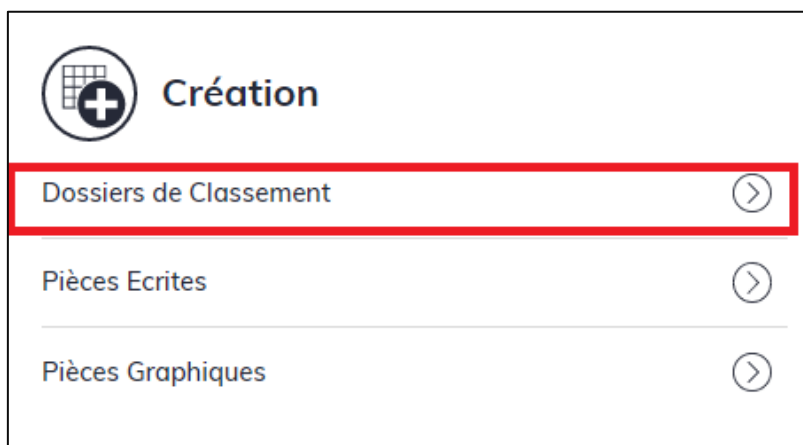 Création
Dossiers de Classement
Pièces Ecrites
Pièces Graphiques